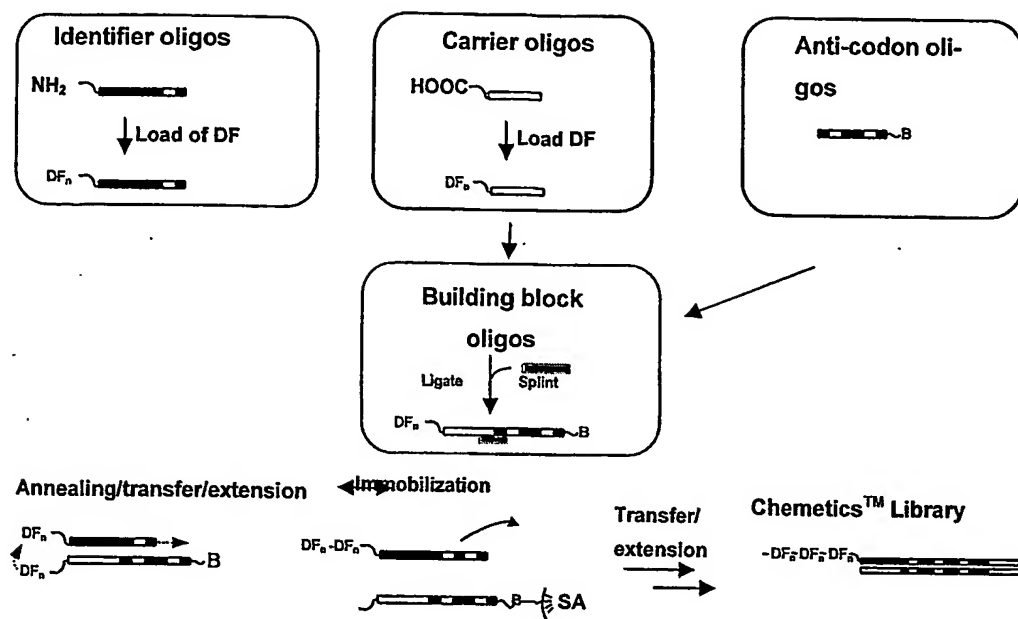 Identifier oligos
NH2
Load of DF
DFn
Carrier oligos
HOOC
Load DF
DFn
Anti-codon oli-
gos
B
Building block
oligos
Ligate
Splint
DFn
B
Annealing/transfer/extension
Immobilization
DFn
DFn
B
DFn-DFn
B
SA
Transfer/
extension
Chemetics™ Library
-DFn-DFn-DFn